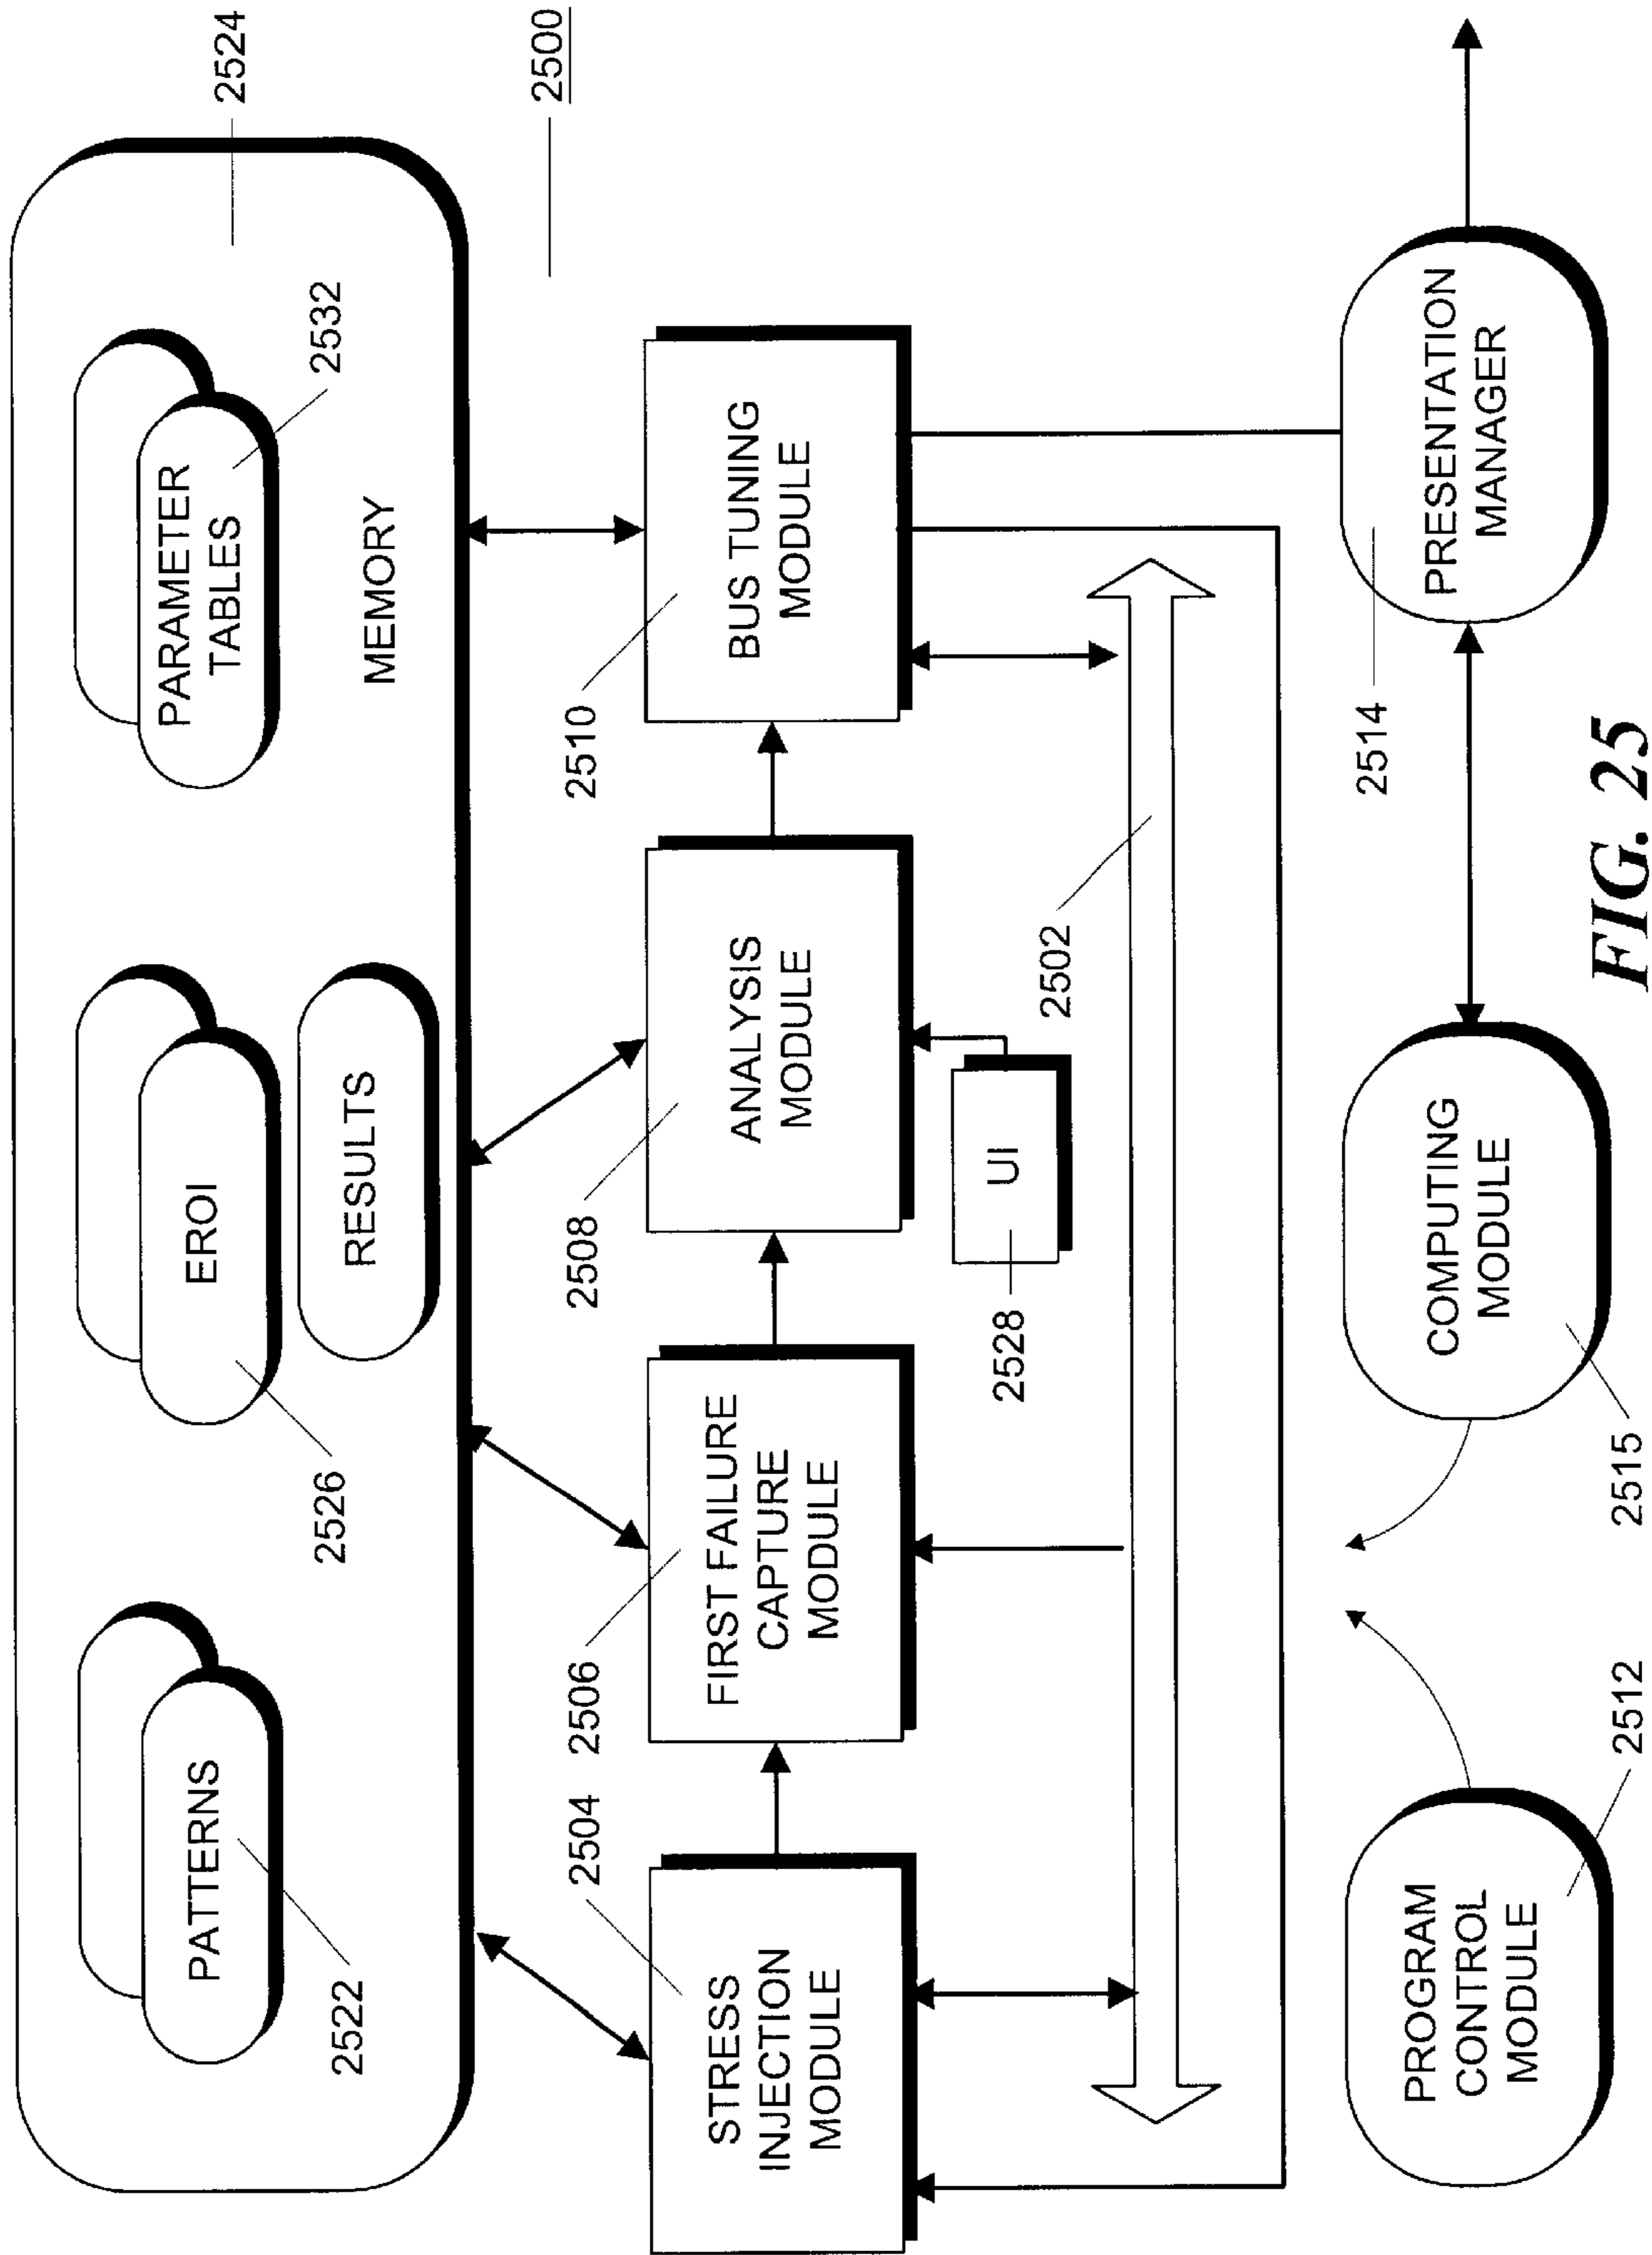 2524
2500
PATTERNS
2522
EROI
2526
RESULTS
PARAMETER
TABLES
2532
MEMORY
2504
STRESS
INJECTION
MODULE
2506
FIRST FAILURE
CAPTURE
MODULE
2508
ANALYSIS
MODULE
2510
BUS TUNING
MODULE
UI
2528
2502
PROGRAM
CONTROL
MODULE
2512
COMPUTING
MODULE
2515
PRESENTATION
MANAGER
2514
FIG. 25